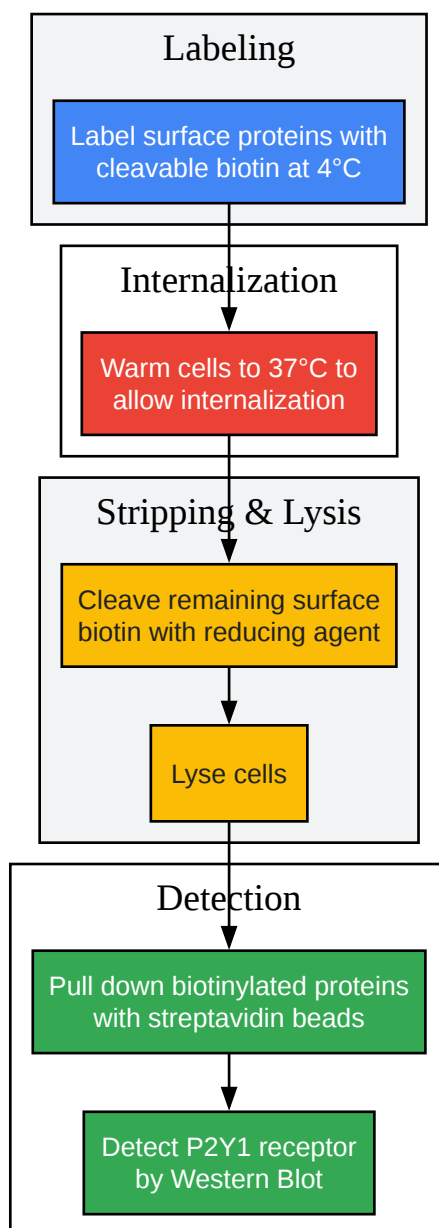 Labeling
Label surface proteins with
cleavable biotin at 4°C
Internalization
Warm cells to 37°C to
allow internalization
Stripping & Lysis
Cleave remaining surface
biotin with reducing agent
Lyse cells
Detection
Pull down biotinylated proteins
with streptavidin beads
Detect P2Y1 receptor
by Western Blot